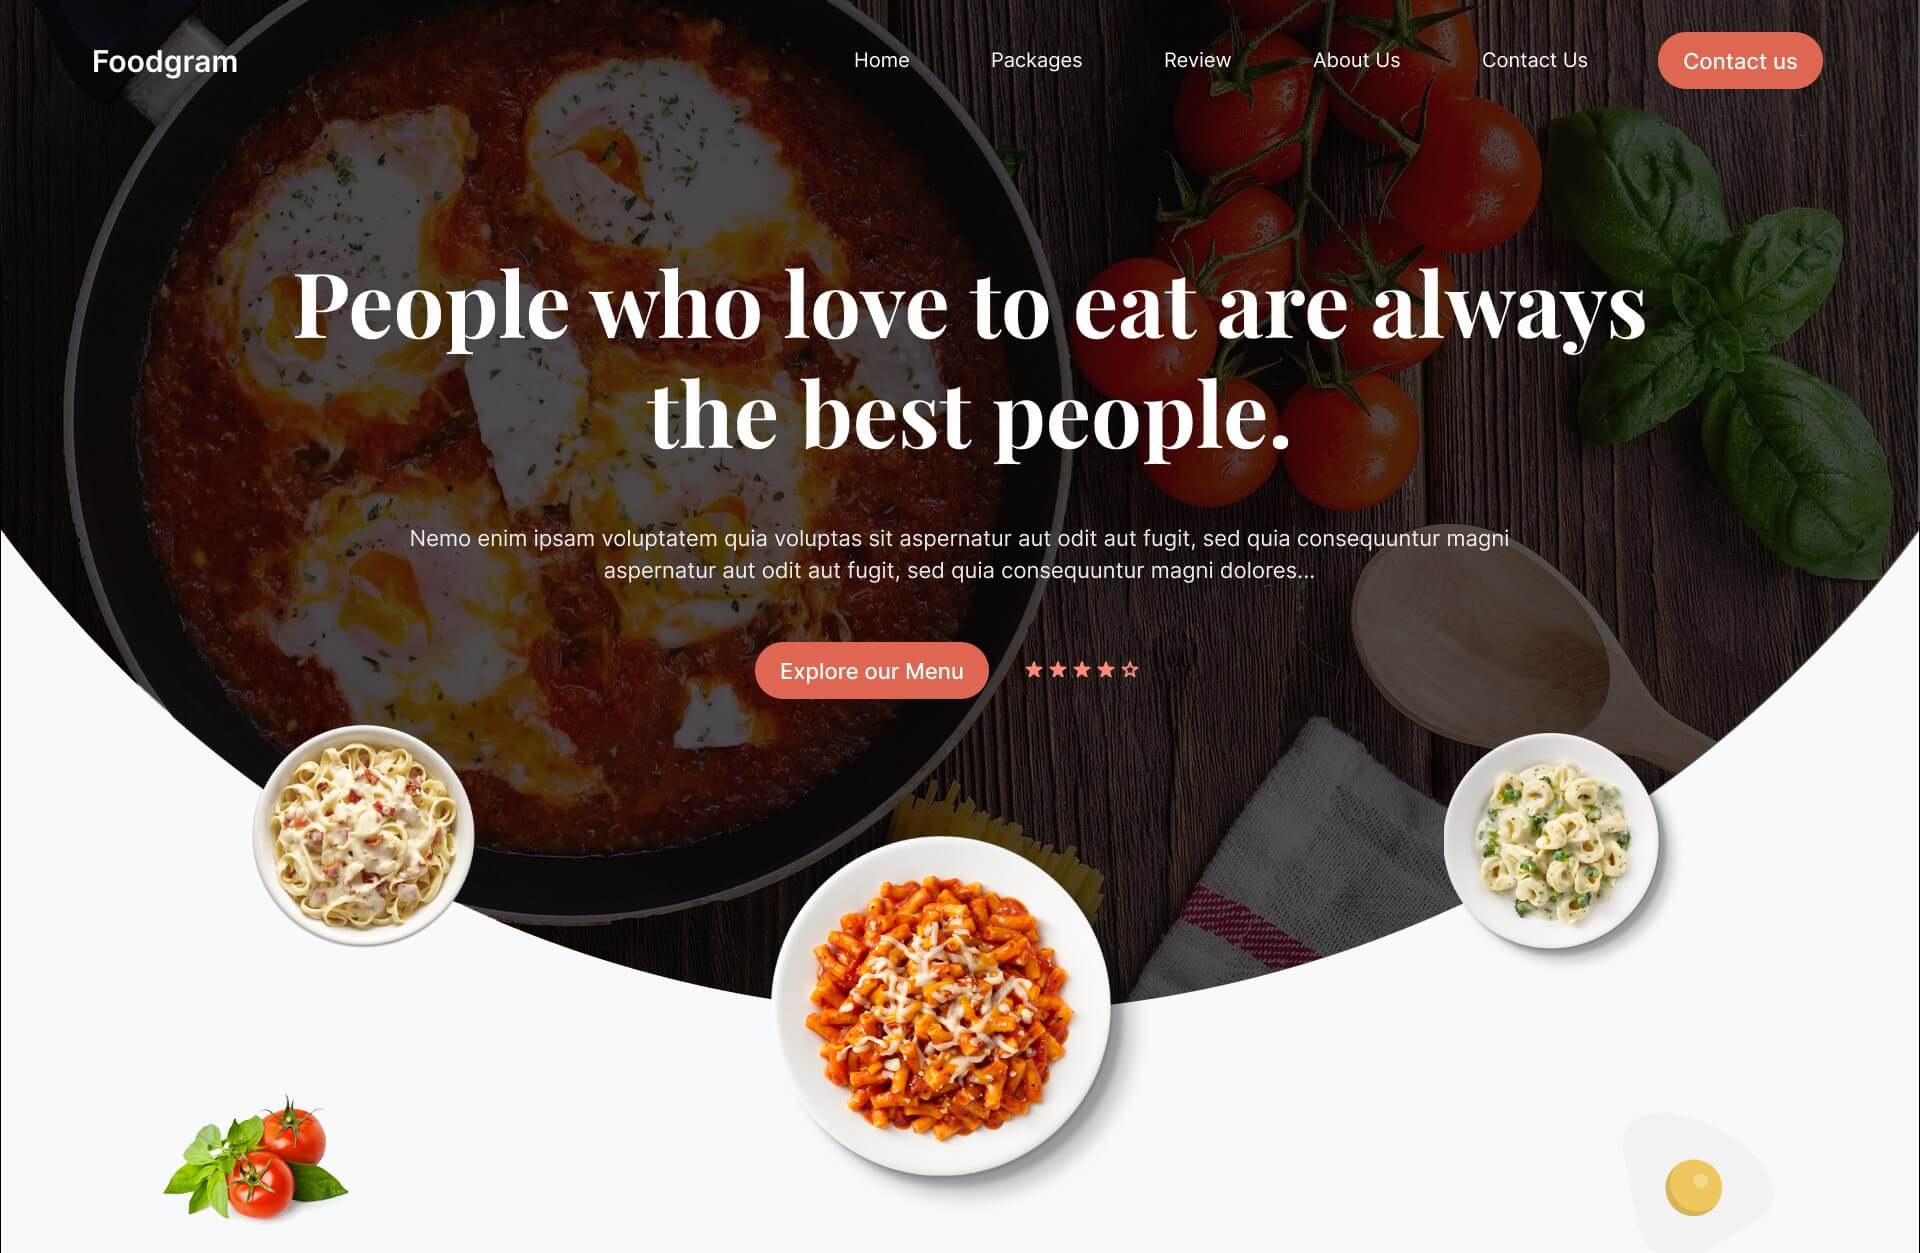 Foodgram
Home Packages Review About Us Contact Us Contact us
People who love to eat are always
the best people.
Nemo enim ipsam voluptatem quia voluptas sit aspernatur aut odit aut fugit, sed quia consequuntur magni
aspernatur aut odit aut fugit, sed quia consequuntur magni dolores...
Explore our Menu